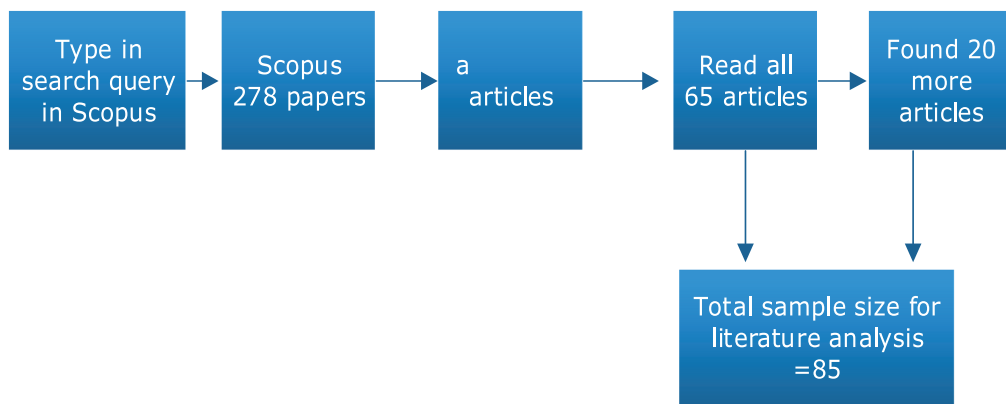 Type in
search query
in Scopus
Scopus
278 papers
a
articles
Read all
65 articles
Found 20
more
articles
Total sample size for
literature analysis
=85